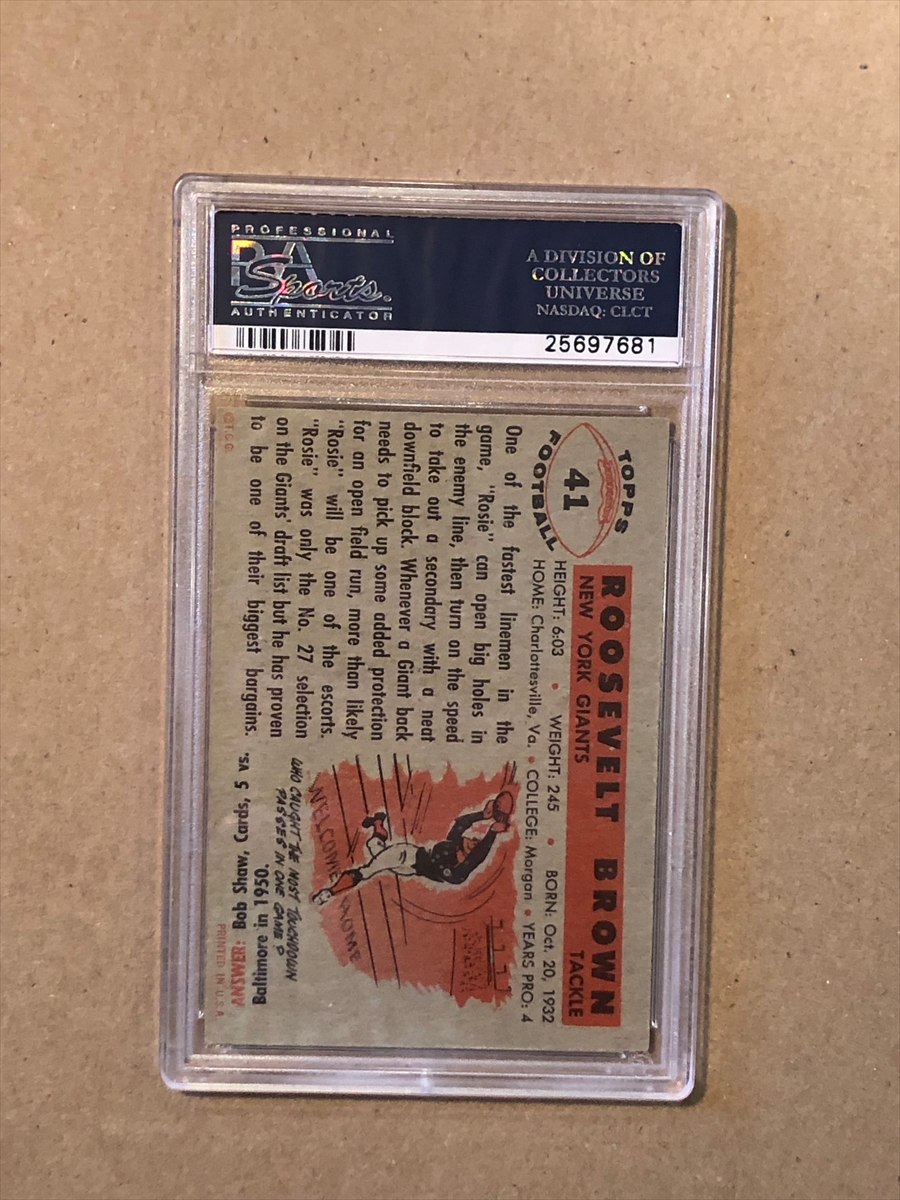 PROFESSIONAL
PSA
Sports.
AUTHENTICATOR
A DIVISION OF
COLLECTORS
UNIVERSE
NASDAQ: CLCT
25697681
TOPPS
41
FOOTBALL
ROOSEVELT BROWN
NEW YORK GIANTS TACKLE
HEIGHT: 6:03 • WEIGHT: 245 • BORN: Oct. 20, 1932
HOME: Charlottesville, Va. • COLLEGE: Morgan • YEARS PRO: 4
One of the fastest linemen in the
game, "Rosie" can open big holes in
the enemy line, then turn on the speed
to take out a secondary with a neat
downfield block. Whenever a Giant back
needs to pick up some added protection
for an open field run, more than likely
"Rosie" will be one of the escorts.
"Rosie" was only the No. 27 selection
on the Giants' draft list but he has proven
to be one of their biggest bargains.
WELCOME HOME
WHO CAUGHT THE MOST TOUCHDOWN
PASSES IN ONE GAME?
ANSWER: Bob Shaw, Cards, 5 vs.
Baltimore in 1950.
©T.C.G.
PRINTED IN U.S.A.